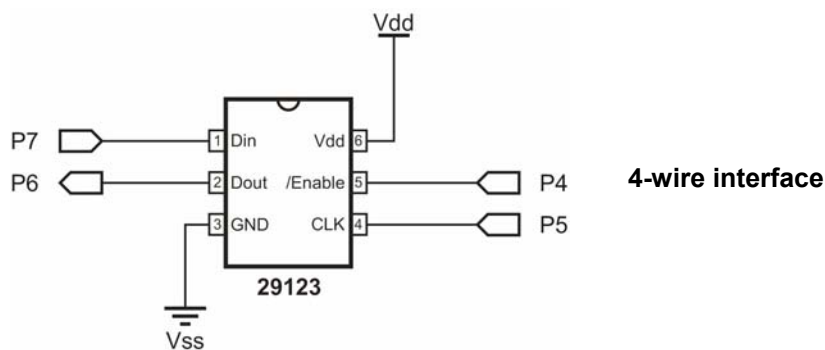 Vdd
P7 1 Din Vdd 6
P6 2 Dout /Enable 5 P4 4-wire interface
3 GND CLK 4 P5
29123
Vss